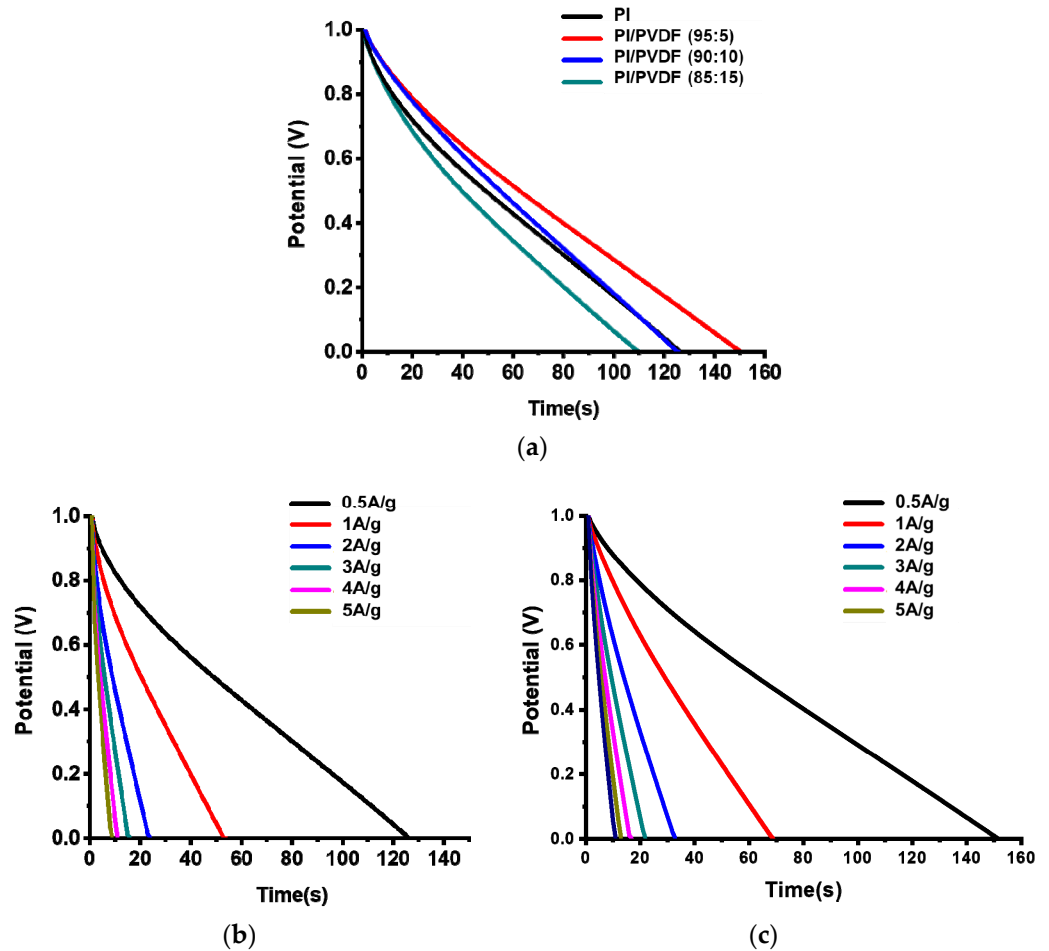 PI
PI/PVDF (95:5)
PI/PVDF (90:10)
PI/PVDF (85:15)
1.0
0.8
0.6
0.4
0.2
0.0
Potential (V)
0 20 40 60 80 100 120 140 160
Time(s)
(a)
0.5A/g
1A/g
2A/g
3A/g
4A/g
5A/g
1.0
0.8
0.6
0.4
0.2
0.0
Potential (V)
0 20 40 60 80 100 120 140
Time(s)
(b)
0.5A/g
1A/g
2A/g
3A/g
4A/g
5A/g
1.0
0.8
0.6
0.4
0.2
0.0
Potential (V)
0 20 40 60 80 100 120 140 160
Time(s)
(c)